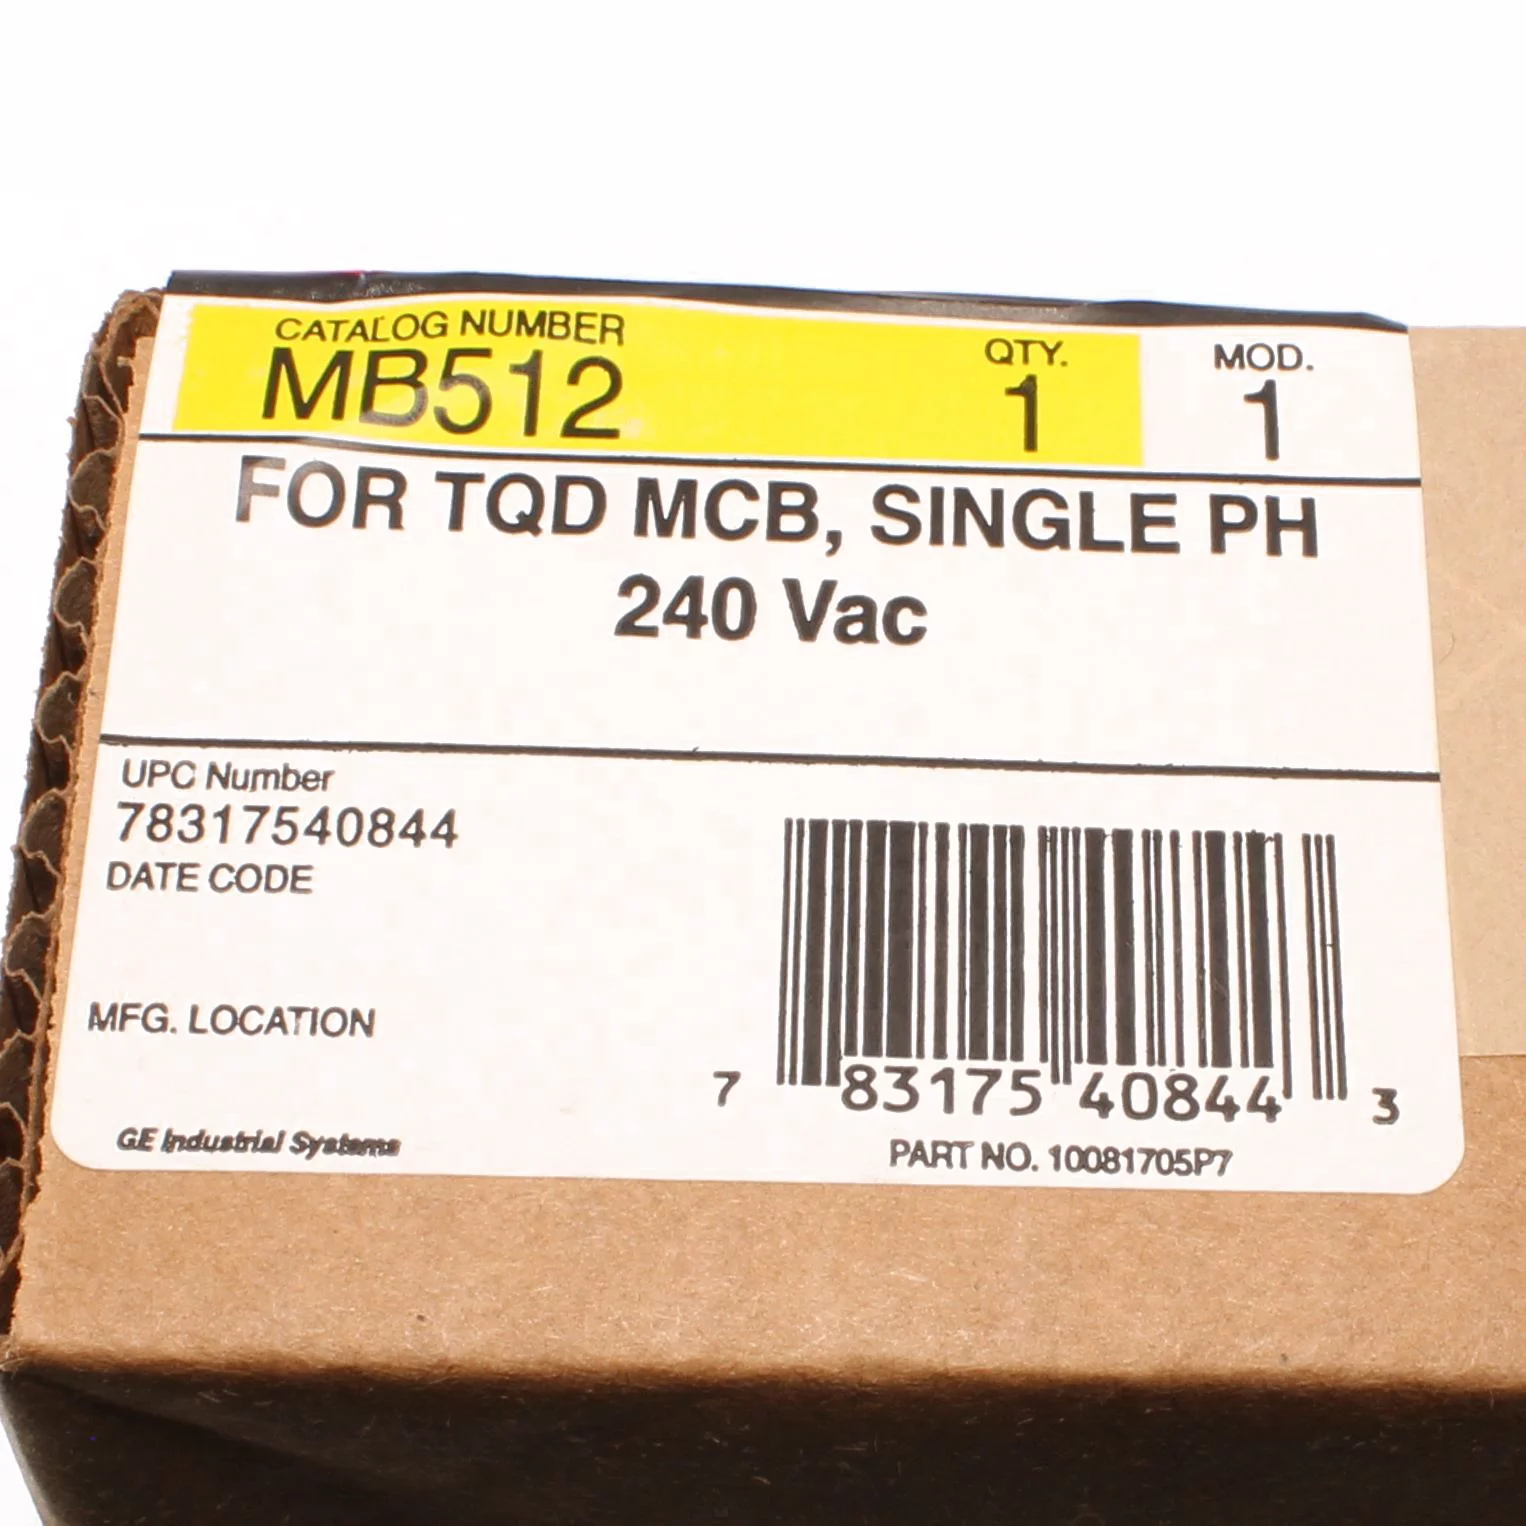 CATALOG NUMBER QTY. MOD.
MB512 1 1
FOR TQD MCB, SINGLE PH
240 Vac
UPC Number
78317540844
DATE CODE
MFG. LOCATION
7 83175 40844 3
GE Industrial Systems PART NO. 10081705P7